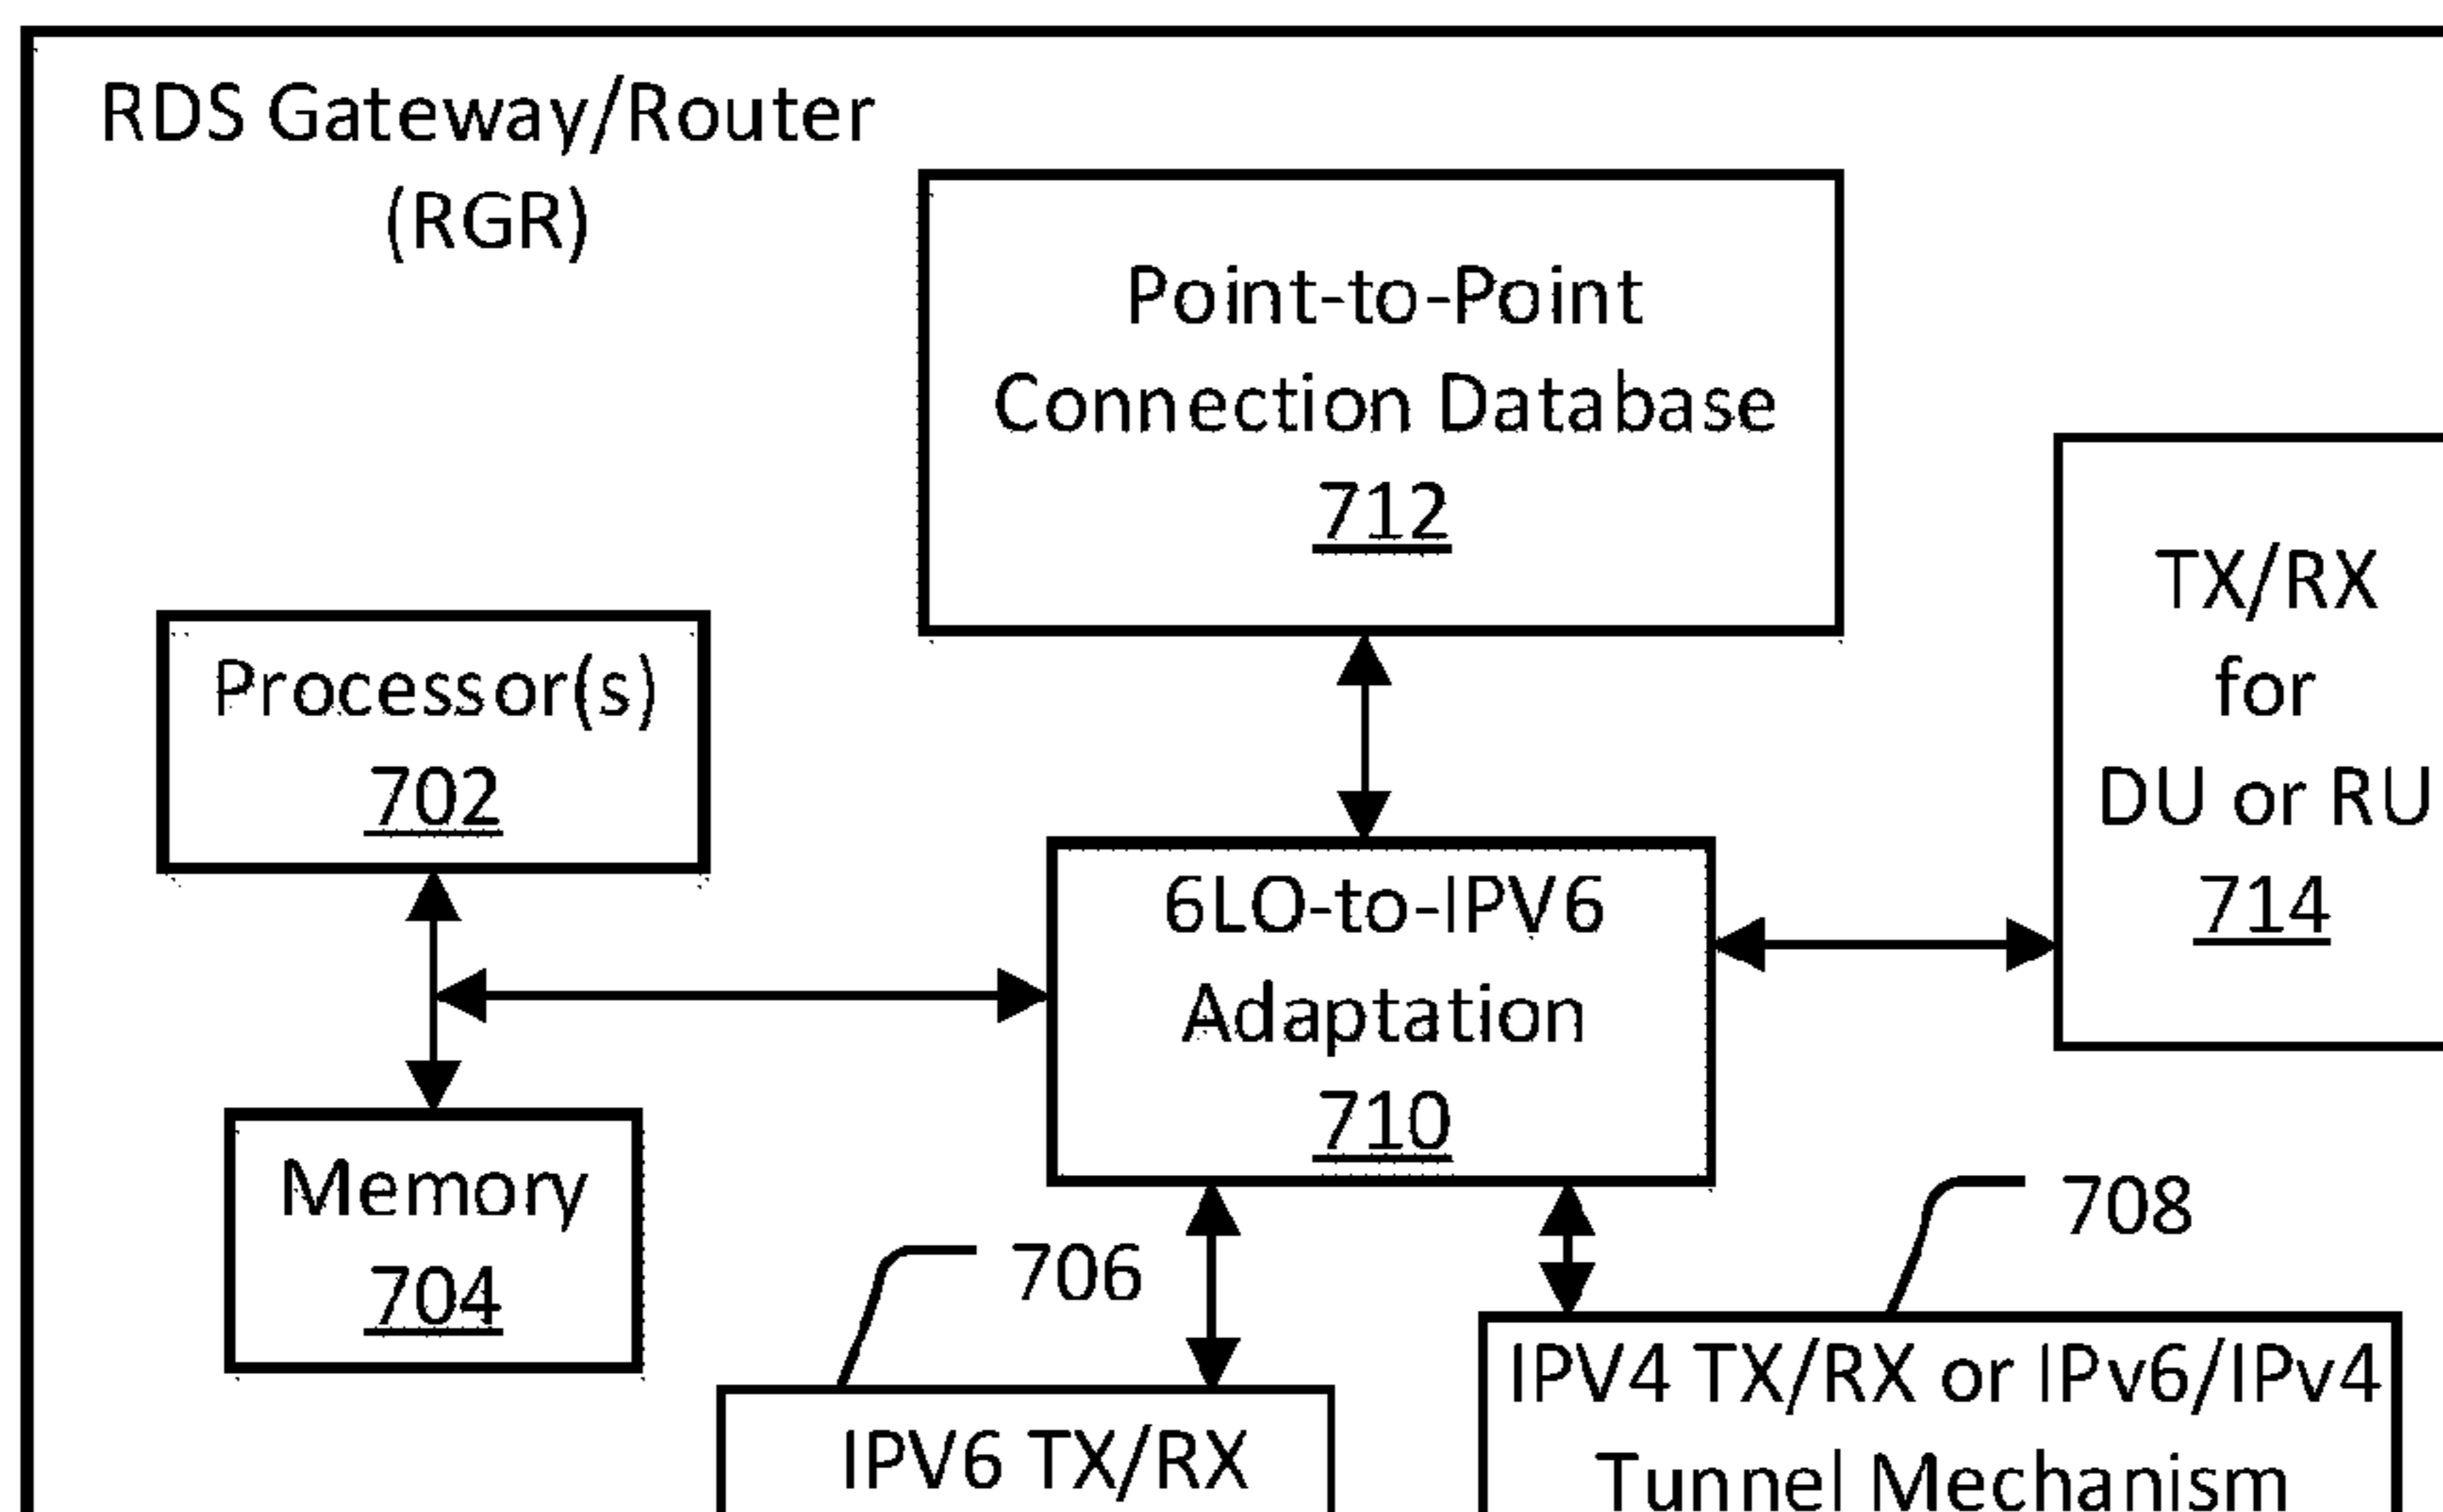 RDS Gateway/Router
(RGR)
Point-to-Point
Connection Database
712
TX/RX
for
DU or RU
714
Processor(s)
702
6LO-to-IPV6
Adaptation
710
Memory
704
706
708
IPV6 TX/RX
IPV4 TX/RX or IPv6/IPv4
Tunnel Mechanism